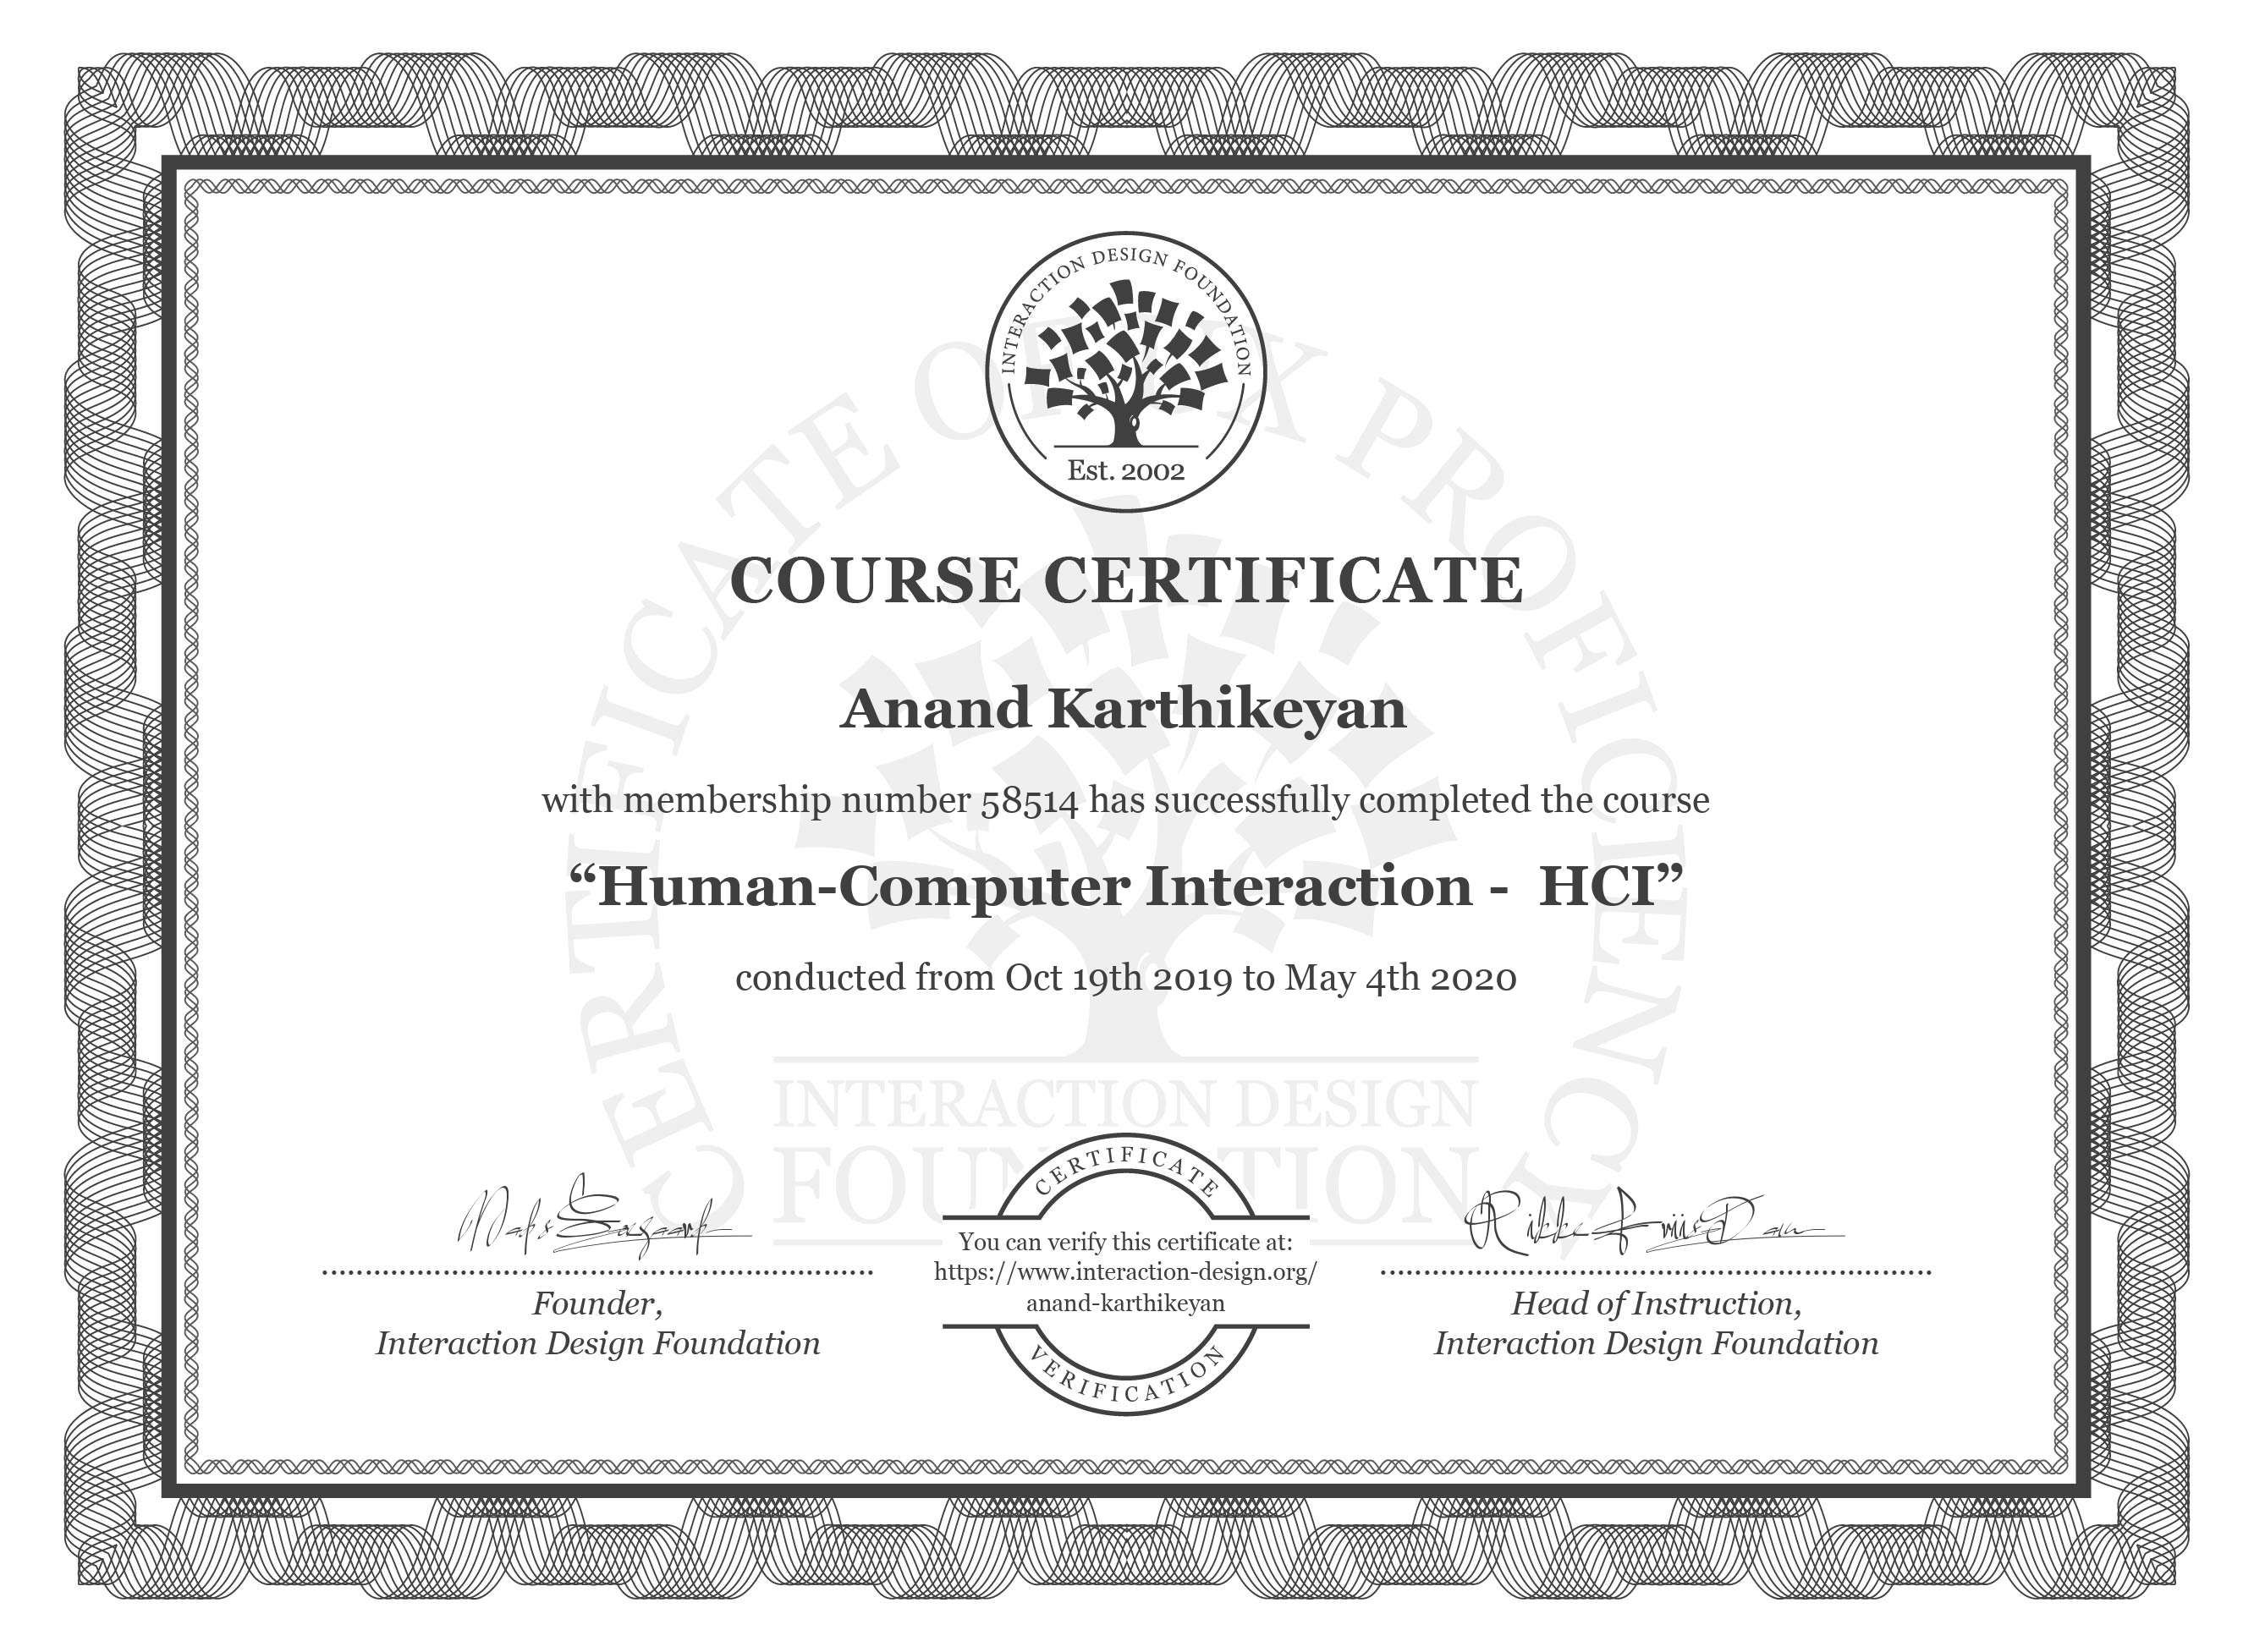 INTERACTION DESIGN FOUNDATION
Est. 2002
CERTIFICATE OF UX PROFICIENCY
COURSE CERTIFICATE
Anand Karthikeyan
with membership number 58514 has successfully completed the course
“Human-Computer Interaction -  HCI”
conducted from Oct 19th 2019 to May 4th 2020
INTERACTION DESIGN
FOUNDATION
Founder,
Interaction Design Foundation
CERTIFICATE
You can verify this certificate at:
https://www.interaction-design.org/
anand-karthikeyan
VERIFICATION
Rikke Friis Dam
Head of Instruction,
Interaction Design Foundation